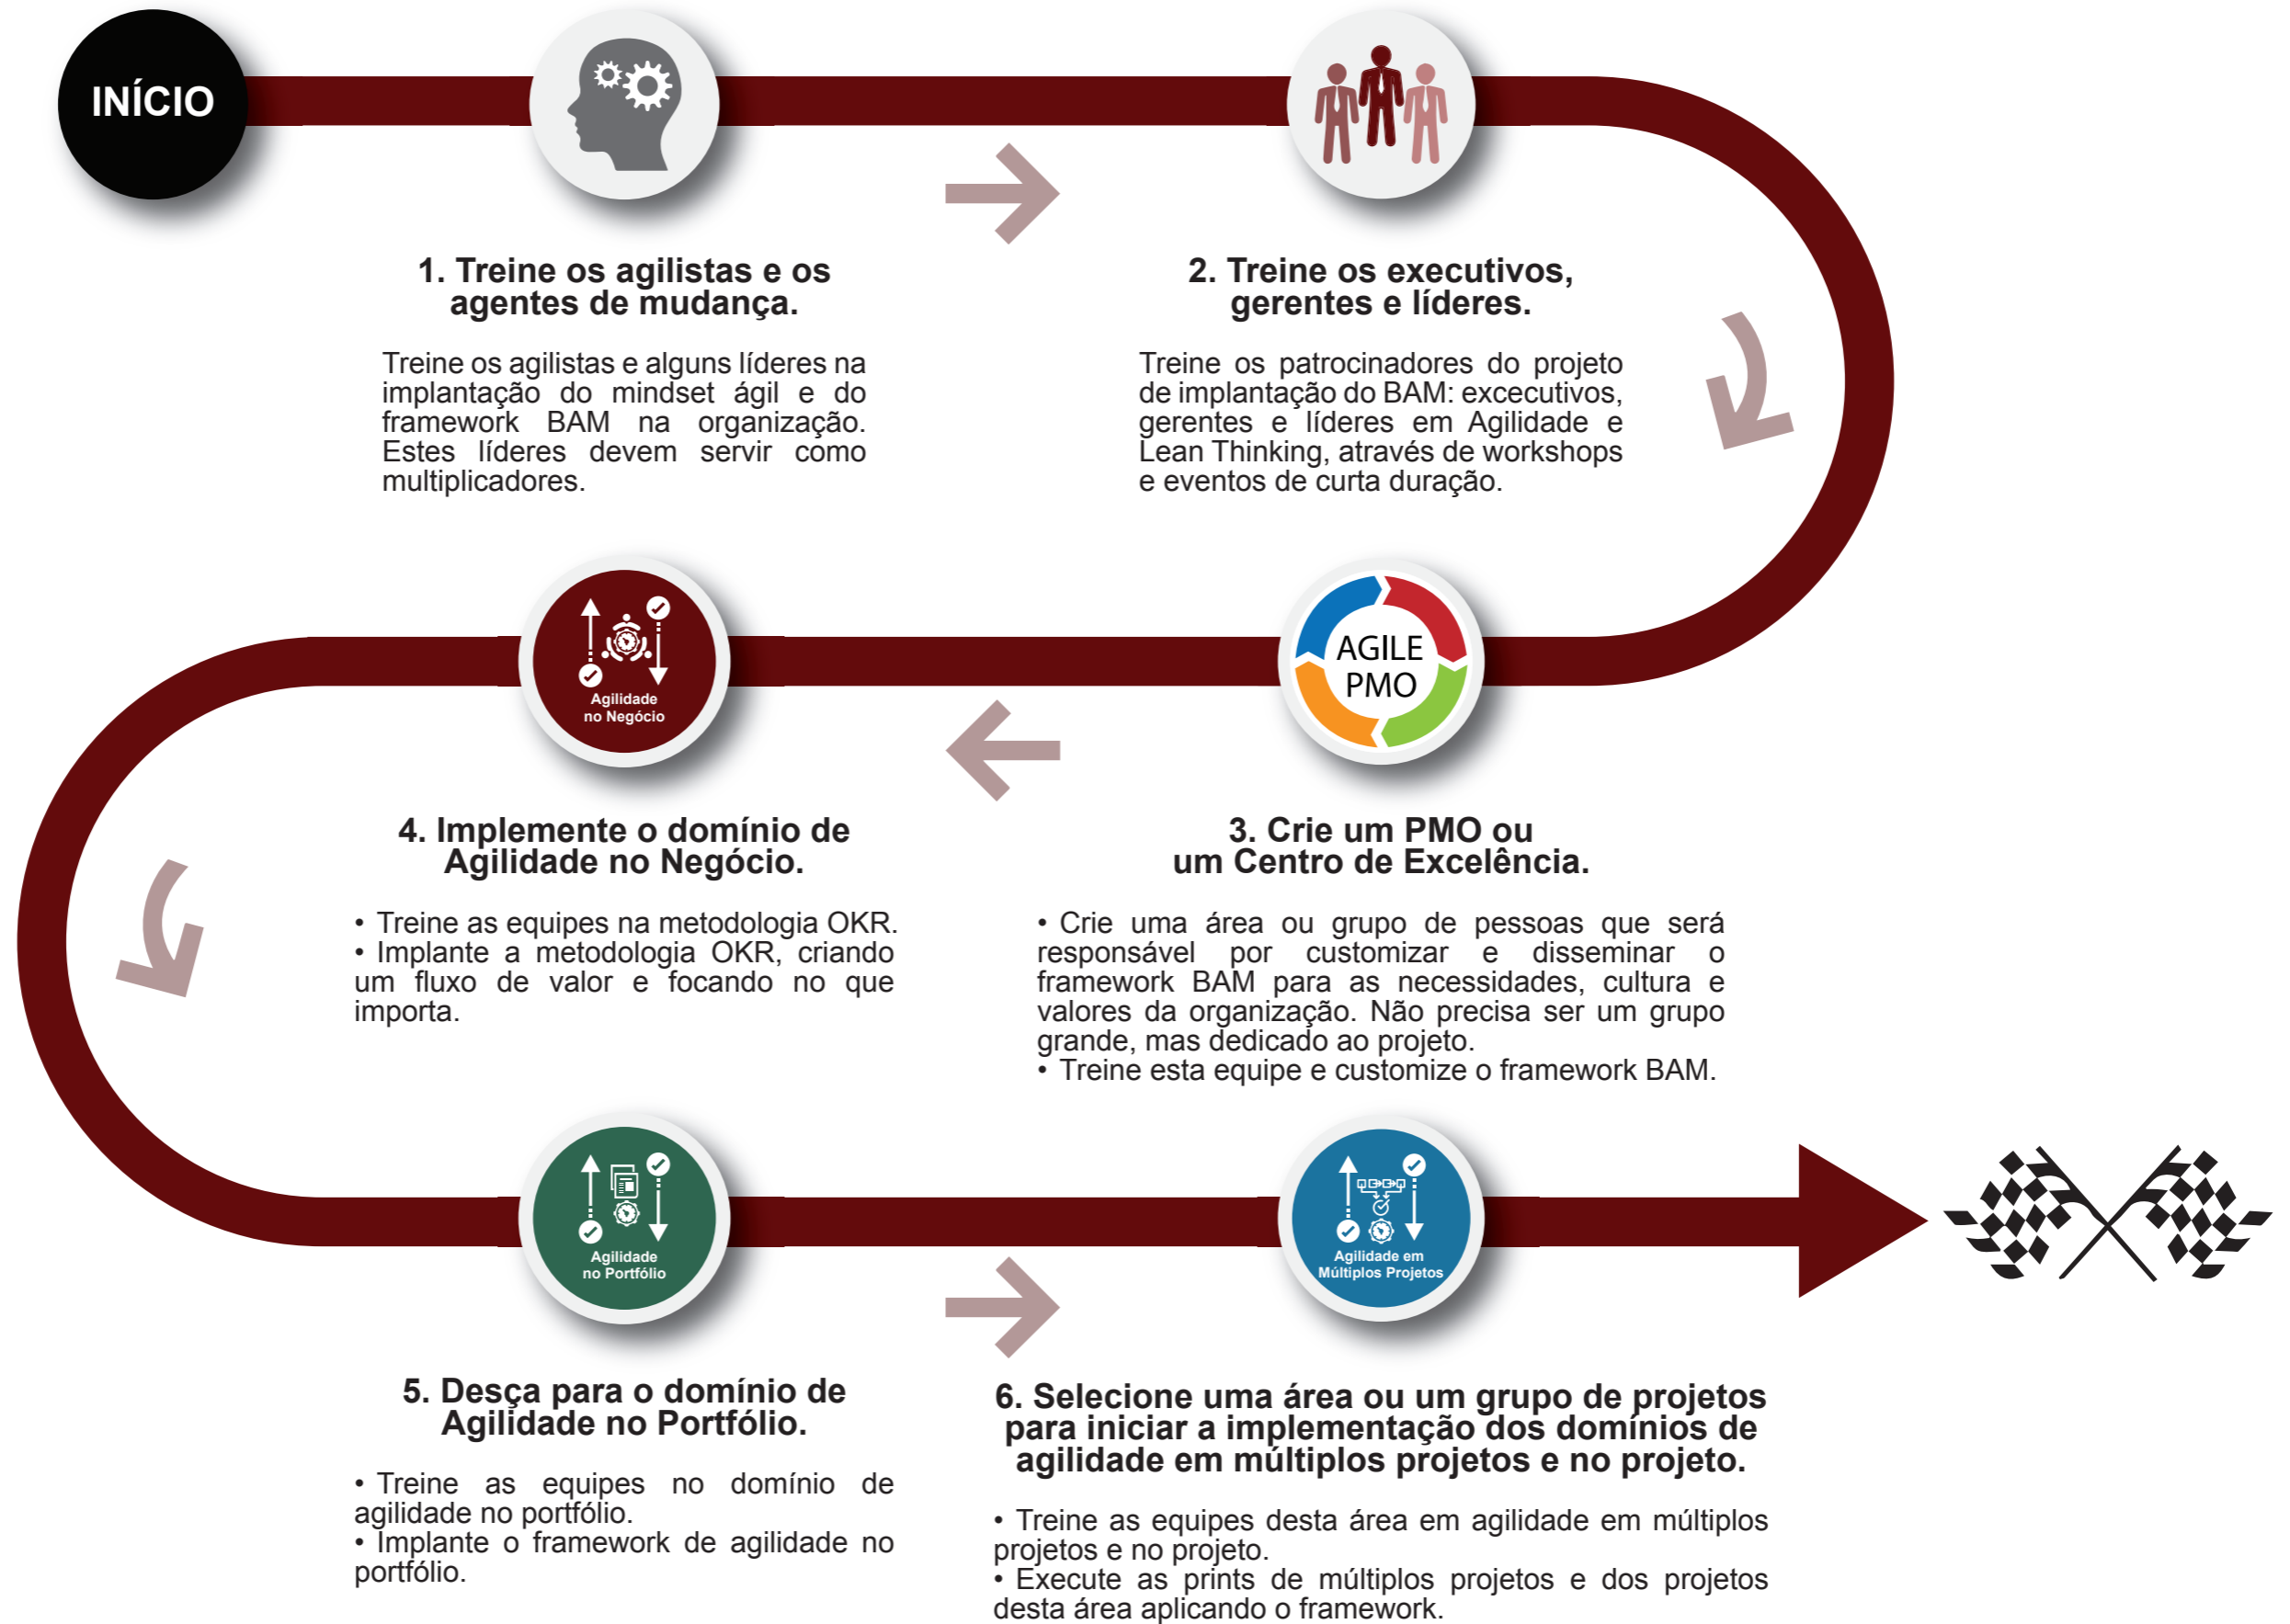 INÍCIO
1. Treine os agilistas e os
agentes de mudança.
Treine os agilistas e alguns líderes na
implantação do mindset ágil e do
framework BAM na organização.
Estes líderes devem servir como
multiplicadores.
2. Treine os executivos,
gerentes e líderes.
Treine os patrocinadores do projeto
de implantação do BAM: excecutivos,
gerentes e líderes em Agilidade e
Lean Thinking, através de workshops
e eventos de curta duração.
AGILE
PMO
3. Crie um PMO ou
um Centro de Excelência.
• Crie uma área ou grupo de pessoas que será
responsável por customizar e disseminar o
framework BAM para as necessidades, cultura e
valores da organização. Não precisa ser um grupo
grande, mas dedicado ao projeto.
• Treine esta equipe e customize o framework BAM.
Agilidade
no Negócio
4. Implemente o domínio de
Agilidade no Negócio.
• Treine as equipes na metodologia OKR.
• Implante a metodologia OKR, criando
um fluxo de valor e focando no que
importa.
Agilidade
no Portfólio
5. Desça para o domínio de
Agilidade no Portfólio.
• Treine as equipes no domínio de
agilidade no portfólio.
• Implante o framework de agilidade no
portfólio.
Agilidade em
Múltiplos Projetos
6. Selecione uma área ou um grupo de projetos
para iniciar a implementação dos domínios de
agilidade em múltiplos projetos e no projeto.
• Treine as equipes desta área em agilidade em múltiplos
projetos e no projeto.
• Execute as prints de múltiplos projetos e dos projetos
desta área aplicando o framework.